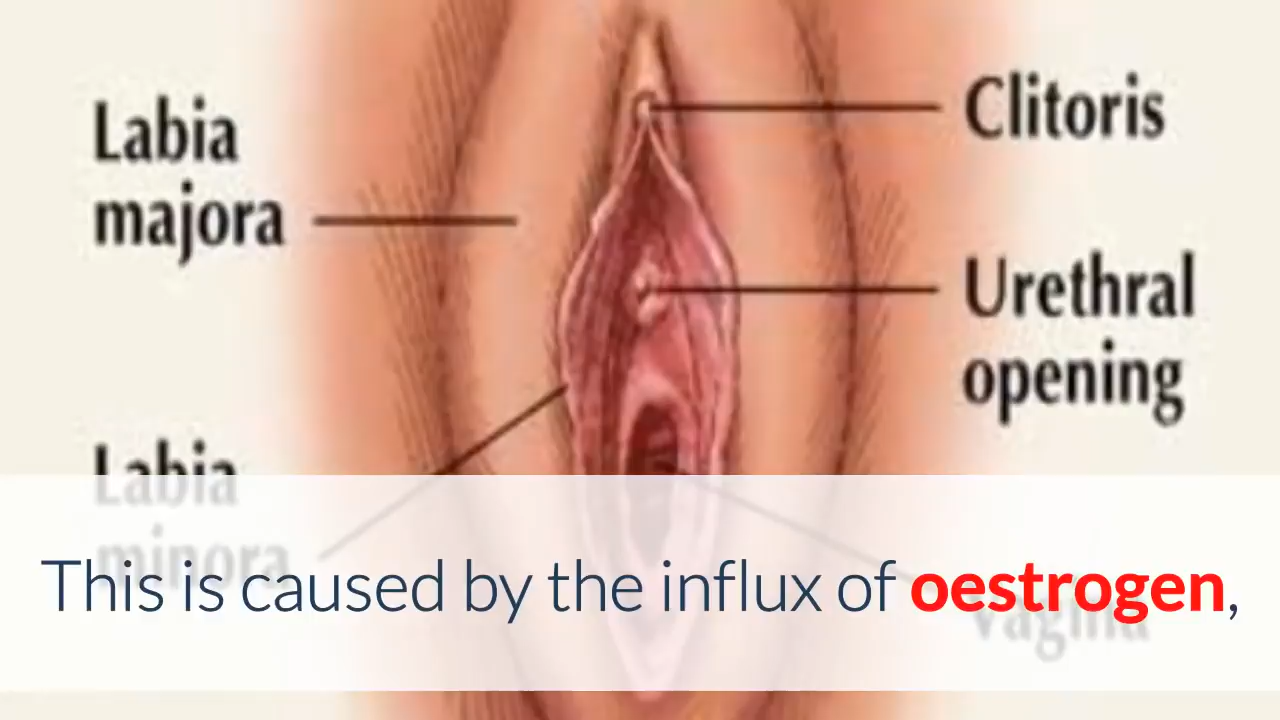 Labia
majora
Clitoris
Urethral
opening
Labia
minora
vagina
This is caused by the influx of oestrogen,